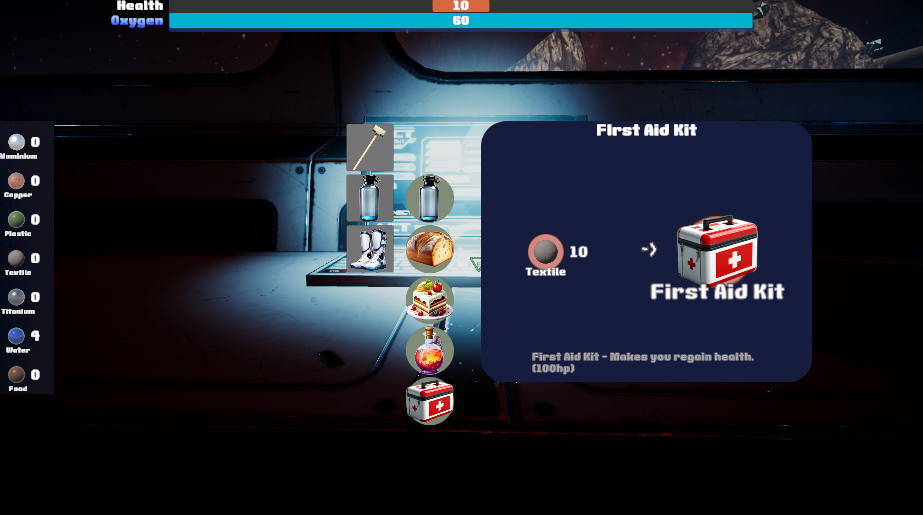 Health
10
Oxygen
60
0
Aluminium
0
Copper
0
Plastic
0
Textile
0
Titanium
4
Water
0
Food
First Aid Kit
10
->
Textile
First Aid Kit
First Aid Kit - Makes you regain health.
(100hp)